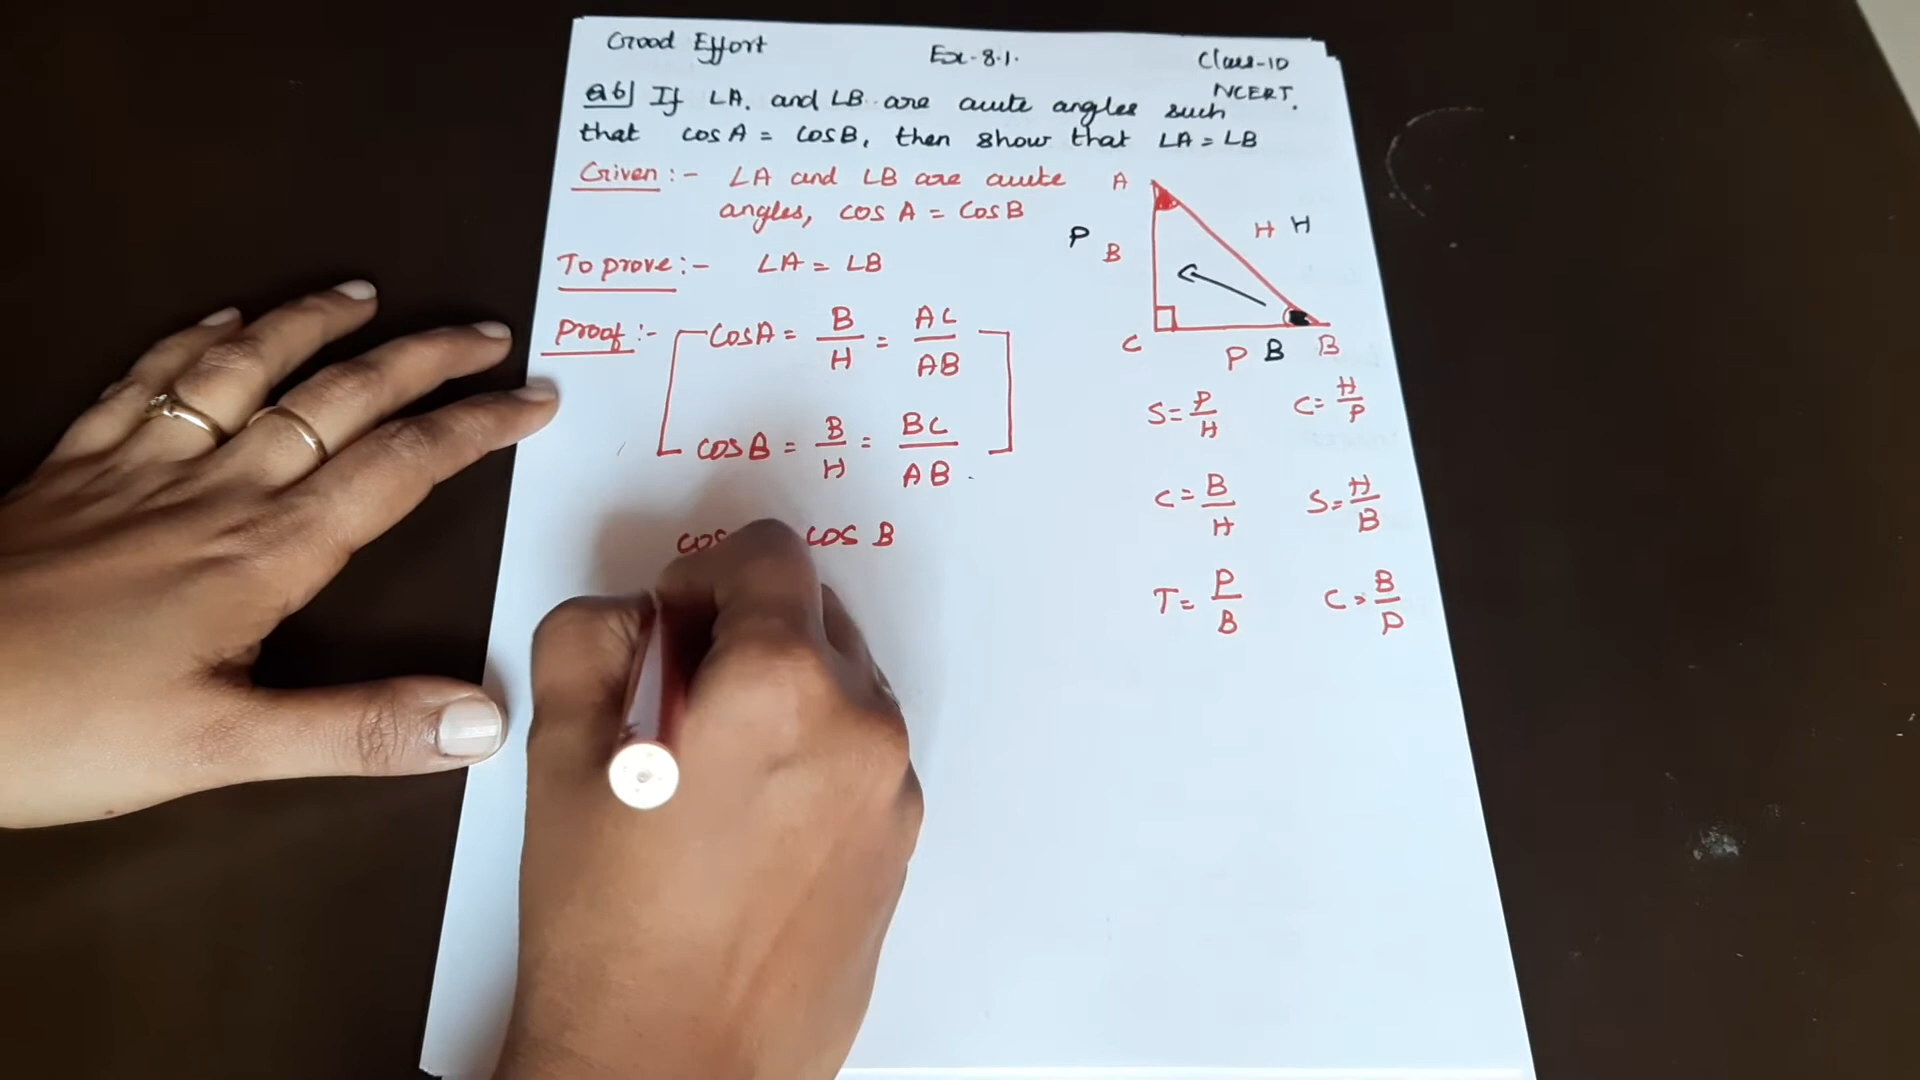 Good Effort Ex-8.1. Class-10
NCERT.
Q6) If ∠A. and ∠B are acute angles such
that cos A = cos B, then show that ∠A = ∠B
Given :- ∠A and ∠B are acute
angles, cos A = Cos B
To prove :- ∠A = ∠B
Proof :- Cos A = B/H = AC/AB
cos B = B/H = BC/AB
cos cos B
A
P B H H
C P B B
S = P/H C = H/P
C = B/H S = H/B
T = P/B C = B/P